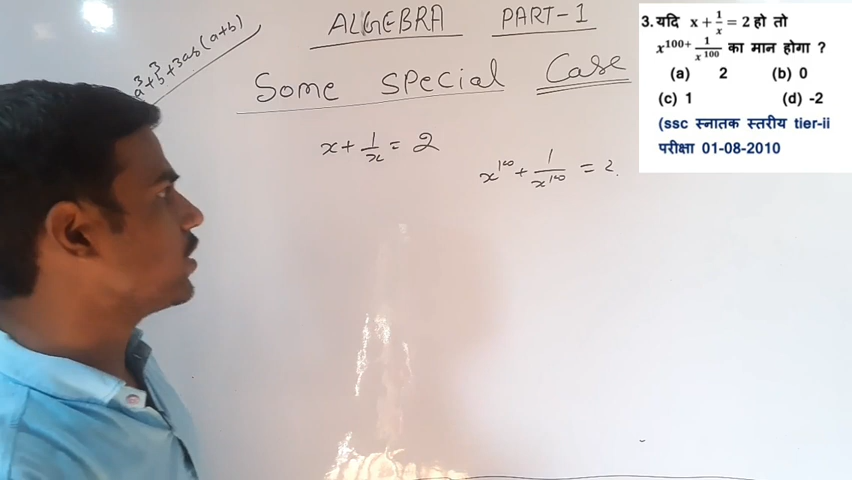 ALGEBRA PART-1
a³+b³+3ab(a+b)
Some Special Case
x + 1/x = 2
x¹⁰⁰ + 1/x¹⁰⁰ = 2.
3. यदि x + 1/x = 2 हो तो
x¹⁰⁰⁺ 1/x¹⁰⁰ का मान होगा ?
(a) 2 (b) 0
(c) 1 (d) -2
(ssc स्नातक स्तरीय tier-ii
परीक्षा 01-08-2010